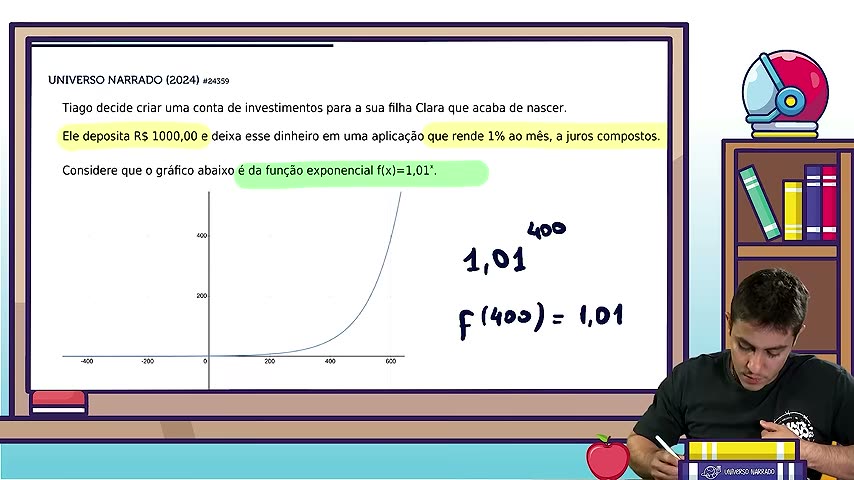 UNIVERSO NARRADO (2024) #24359
Tiago decide criar uma conta de investimentos para a sua filha Clara que acaba de nascer.
Ele deposita R$ 1000,00 e deixa esse dinheiro em uma aplicação que rende 1% ao mês, a juros compostos.
Considere que o gráfico abaixo é da função exponencial f(x)=1,01ˣ.
400
200
-400 -200 0 200 400 600
1,01⁴⁰⁰
f(400) = 1,01
UNIVERSO NARRADO